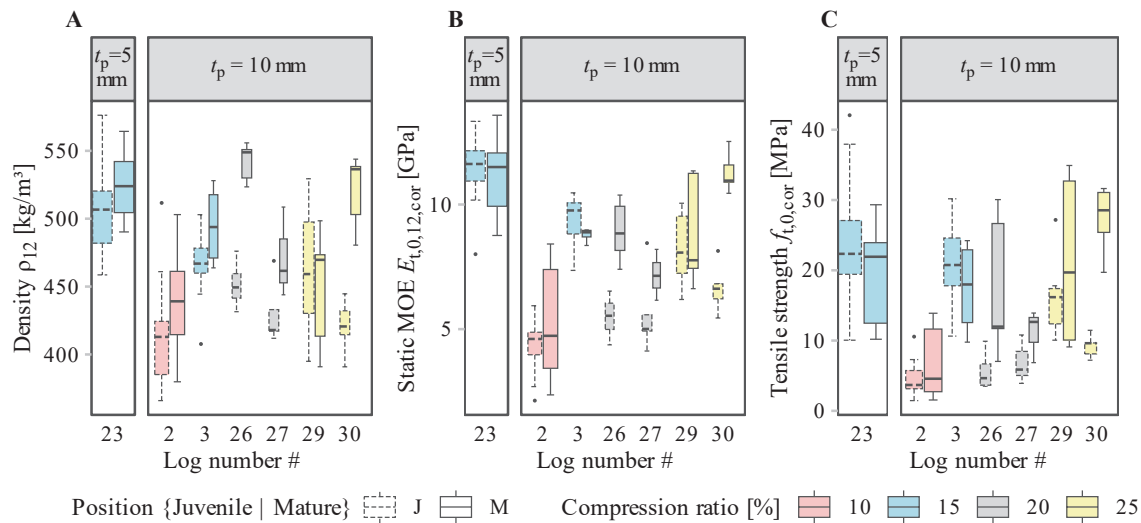 A
B
C
tp=5
mm
tp = 10 mm
tp=5
mm
tp = 10 mm
tp=5
mm
tp = 10 mm
Density ρ12 [kg/m³]
550
500
450
400
Static MOE Et,0,12,cor [GPa]
10
5
Tensile strength ft,0,cor [MPa]
40
30
20
10
0
23 2 3 26 27 29 30
23 2 3 26 27 29 30
23 2 3 26 27 29 30
Log number #
Log number #
Log number #
Position {Juvenile | Mature} J M Compression ratio [%] 10 15 20 25